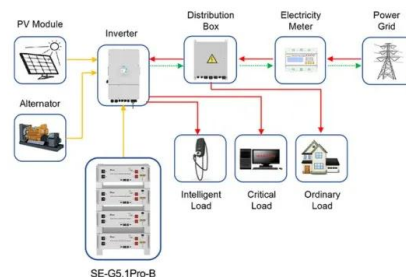 PV Module
Inverter
Distribution
Box
Electricity
Meter
Power
Grid
Alternator
Intelligent
Load
Critical
Load
Ordinary
Load
SE-G5.1Pro-B